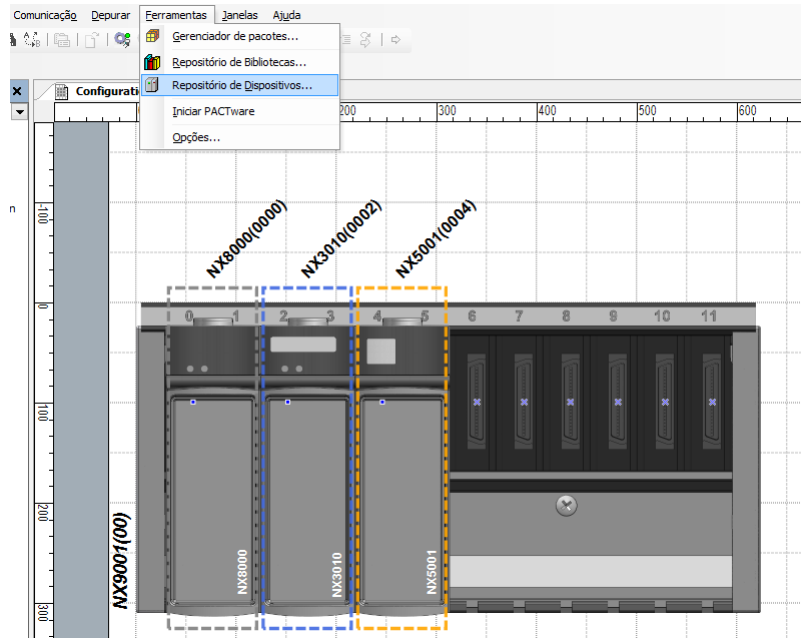 Comunicação Depurar Ferramentas Janelas Ajuda
Gerenciador de pacotes...
Repositório de Bibliotecas...
Repositório de Dispositivos...
Iniciar PACTware
Opções...
Configurati
200 300 400 500 600
n
-100
0
100
200
300
NX8000(0000) NX3010(0002) NX5001(0004)
0 1 2 3 4 5 6 7 8 9 10 11
NX9001(00)
NX8000 NX3010 NX5001